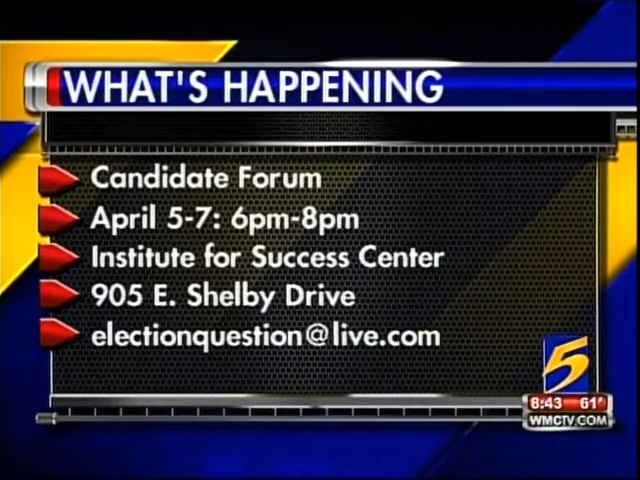 WHAT'S HAPPENING
Candidate Forum
April 5-7: 6pm-8pm
Institute for Success Center
905 E. Shelby Drive
electionquestion@live.com
5
8:43 61°
WMCTV.COM